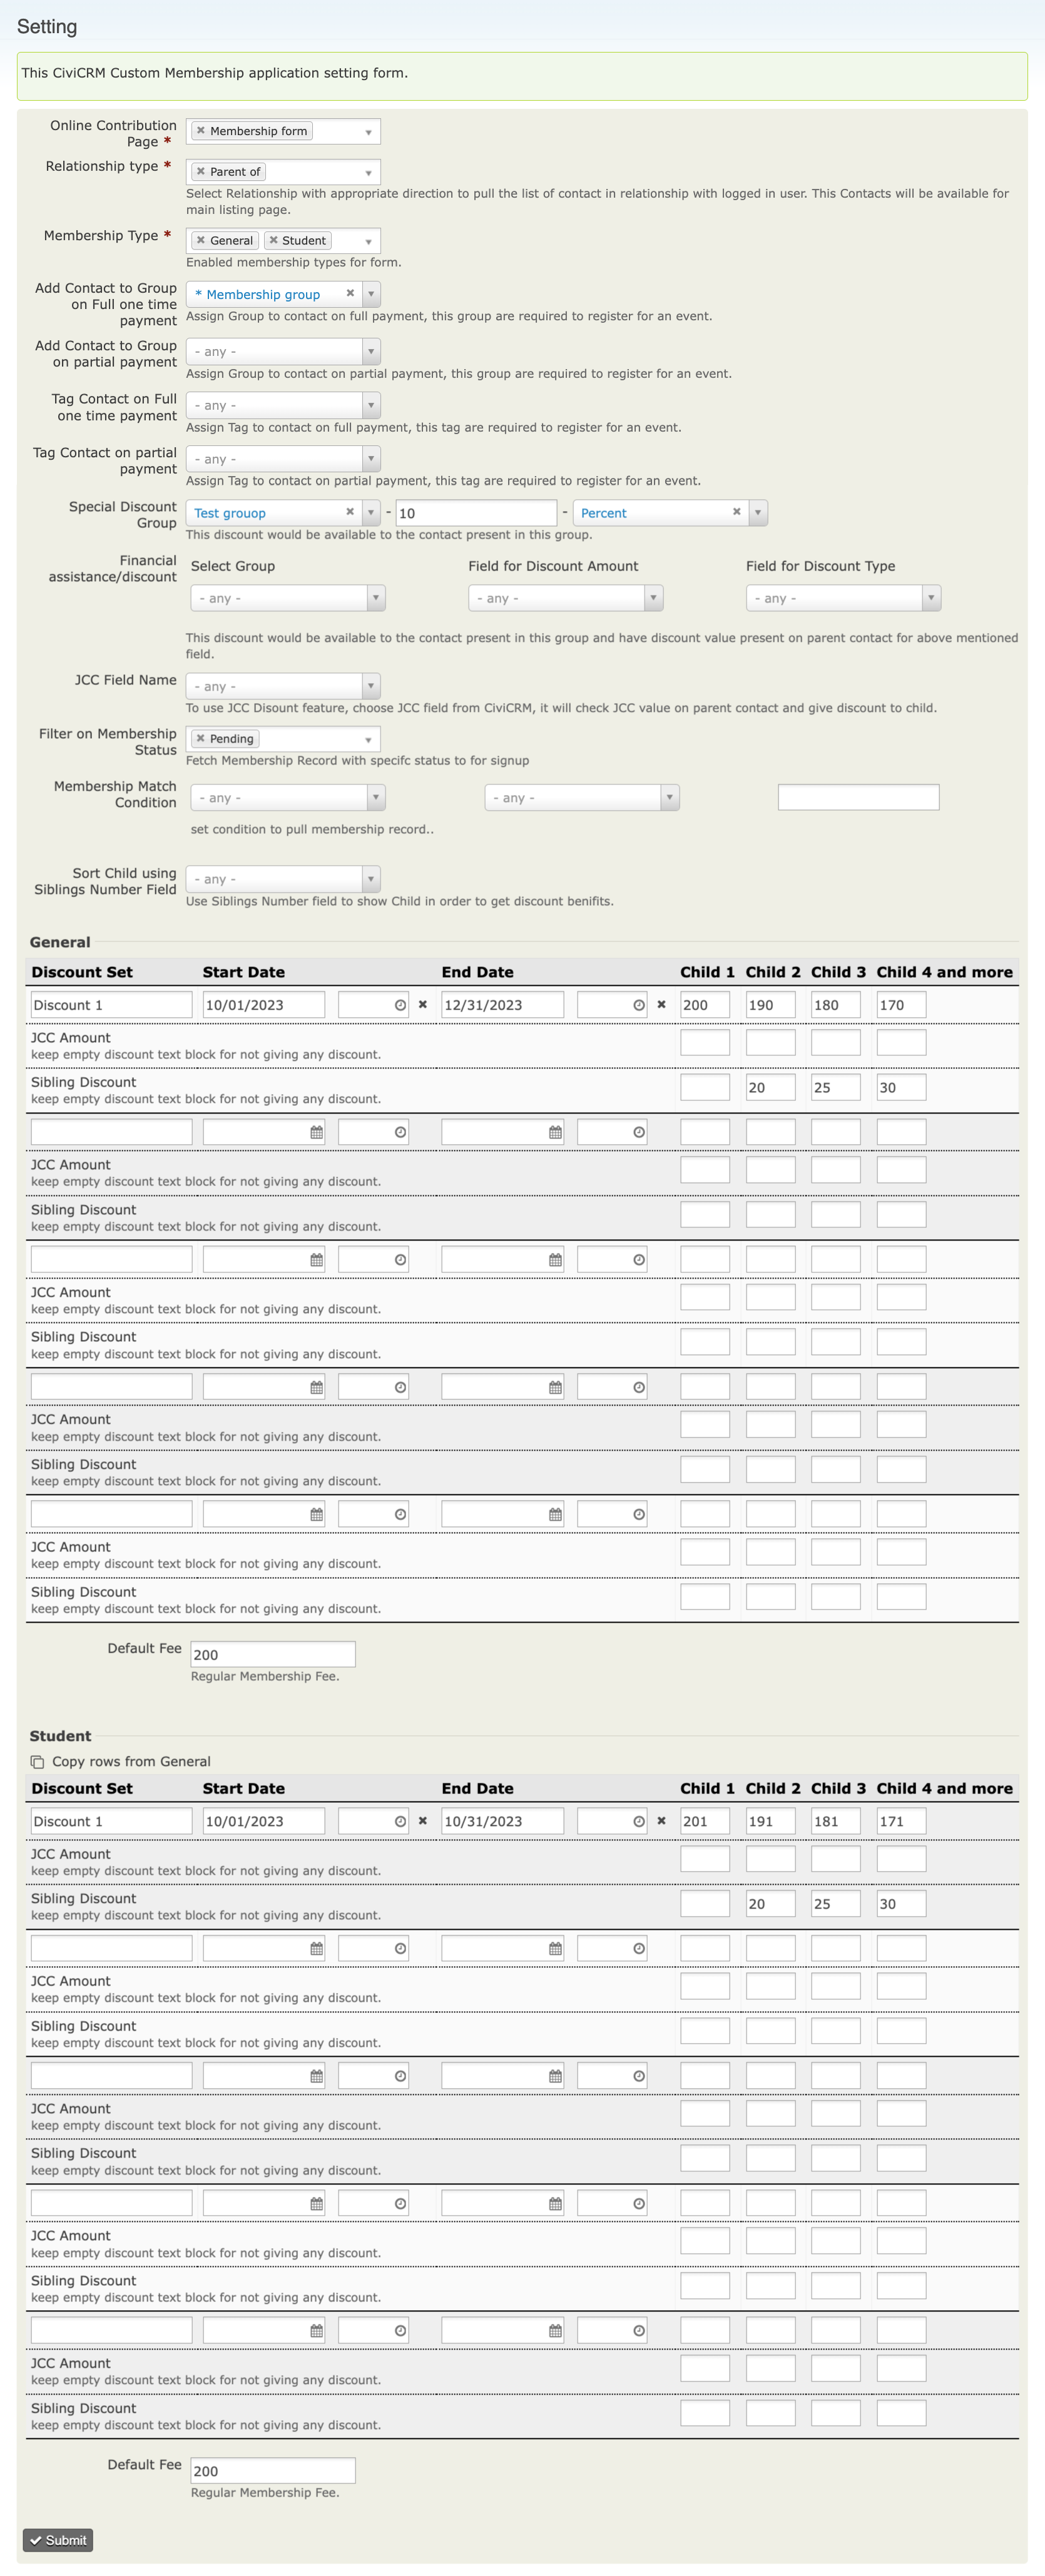 Setting
This CiviCRM Custom Membership application setting form.
Online Contribution
Page *
✖ Membership form
Relationship type *
✖ Parent of
Select Relationship with appropriate direction to pull the list of contact in relationship with logged in user. This Contacts will be available for
main listing page.
Membership Type *
✖ General ✖ Student
Enabled membership types for form.
Add Contact to Group
on Full one time
payment
* Membership group ✖
Assign Group to contact on full payment, this group are required to register for an event.
Add Contact to Group
on partial payment
- any -
Assign Group to contact on partial payment, this group are required to register for an event.
Tag Contact on Full
one time payment
- any -
Assign Tag to contact on full payment, this tag are required to register for an event.
Tag Contact on partial
payment
- any -
Assign Tag to contact on partial payment, this tag are required to register for an event.
Special Discount
Group
Test grouop ✖ - 10 - Percent ✖
This discount would be available to the contact present in this group.
Financial
assistance/discount
Select Group Field for Discount Amount Field for Discount Type
- any - - any - - any -
This discount would be available to the contact present in this group and have discount value present on parent contact for above mentioned
field.
JCC Field Name
- any -
To use JCC Disount feature, choose JCC field from CiviCRM, it will check JCC value on parent contact and give discount to child.
Filter on Membership
Status
✖ Pending
Fetch Membership Record with specifc status to for signup
Membership Match
Condition
- any - - any -
set condition to pull membership record..
Sort Child using
Siblings Number Field
- any -
Use Siblings Number field to show Child in order to get discount benifits.
General
Discount Set Start Date End Date Child 1 Child 2 Child 3 Child 4 and more
Discount 1 10/01/2023 ✖ 12/31/2023 ✖ 200 190 180 170
JCC Amount
keep empty discount text block for not giving any discount.
Sibling Discount 20 25 30
keep empty discount text block for not giving any discount.
JCC Amount
keep empty discount text block for not giving any discount.
Sibling Discount
keep empty discount text block for not giving any discount.
JCC Amount
keep empty discount text block for not giving any discount.
Sibling Discount
keep empty discount text block for not giving any discount.
JCC Amount
keep empty discount text block for not giving any discount.
Sibling Discount
keep empty discount text block for not giving any discount.
JCC Amount
keep empty discount text block for not giving any discount.
Sibling Discount
keep empty discount text block for not giving any discount.
Default Fee 200
Regular Membership Fee.
Student
Copy rows from General
Discount Set Start Date End Date Child 1 Child 2 Child 3 Child 4 and more
Discount 1 10/01/2023 ✖ 10/31/2023 ✖ 201 191 181 171
JCC Amount
keep empty discount text block for not giving any discount.
Sibling Discount 20 25 30
keep empty discount text block for not giving any discount.
JCC Amount
keep empty discount text block for not giving any discount.
Sibling Discount
keep empty discount text block for not giving any discount.
JCC Amount
keep empty discount text block for not giving any discount.
Sibling Discount
keep empty discount text block for not giving any discount.
JCC Amount
keep empty discount text block for not giving any discount.
Sibling Discount
keep empty discount text block for not giving any discount.
JCC Amount
keep empty discount text block for not giving any discount.
Sibling Discount
keep empty discount text block for not giving any discount.
Default Fee 200
Regular Membership Fee.
✔ Submit